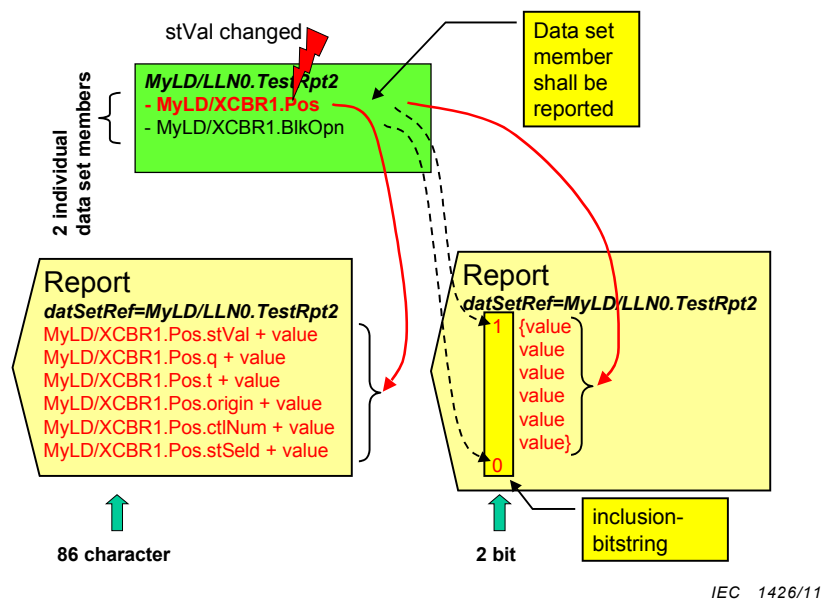 stVal changed
Data set
member
shall be
reported
2 individual
data set members
MyLD/LLN0.TestRpt2
- MyLD/XCBR1.Pos
- MyLD/XCBR1.BlkOpn
Report
datSetRef=MyLD/LLN0.TestRpt2
MyLD/XCBR1.Pos.stVal + value
MyLD/XCBR1.Pos.q + value
MyLD/XCBR1.Pos.t + value
MyLD/XCBR1.Pos.origin + value
MyLD/XCBR1.Pos.ctlNum + value
MyLD/XCBR1.Pos.stSeld + value
86 character
Report
datSetRef=MyLD/LLN0.TestRpt2
1 {value
value
value
value
value
value}
0
2 bit
inclusion-
bitstring
IEC 1426/11